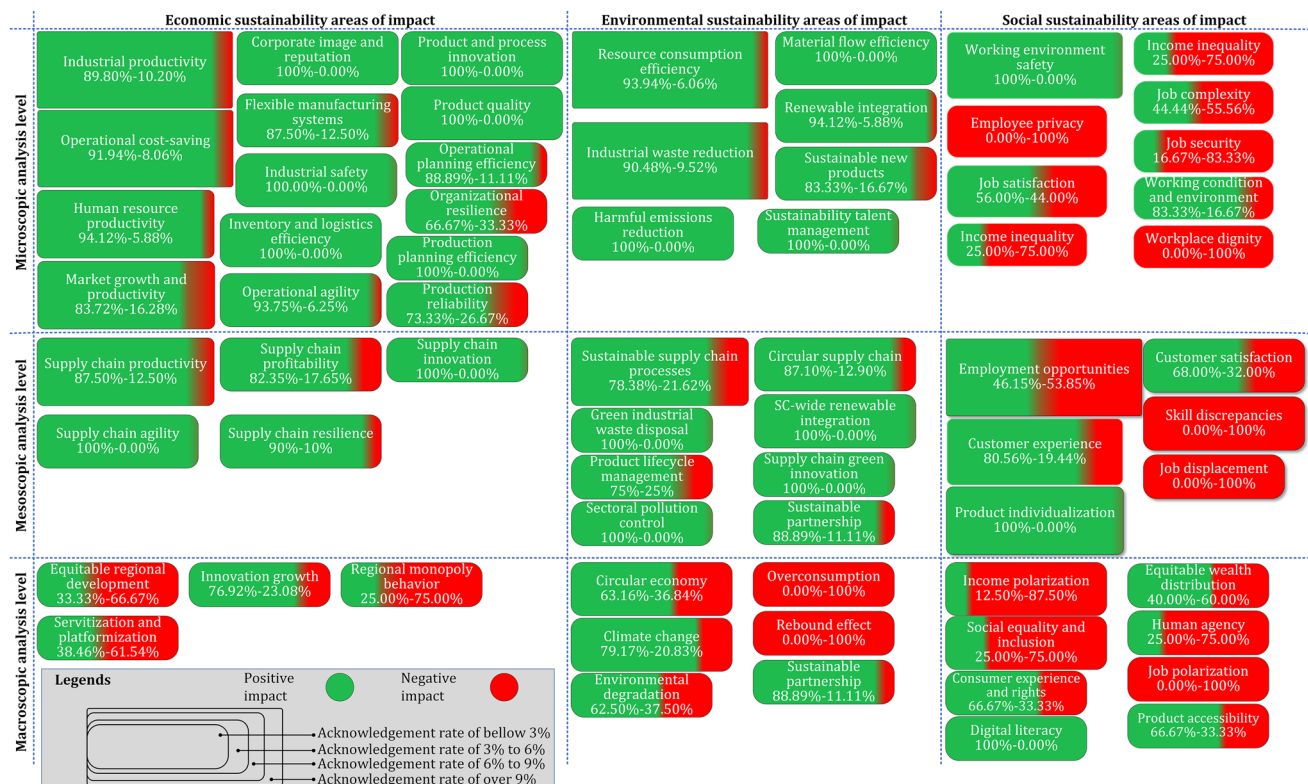 Economic sustainability areas of impact
Environmental sustainability areas of impact
Social sustainability areas of impact
Microscopic analysis level
Industrial productivity
89.80%-10.20%
Corporate image and
reputation
100%-0.00%
Product and process
innovation
100%-0.00%
Operational cost-saving
91.94%-8.06%
Flexible manufacturing
systems
87.50%-12.50%
Product quality
100%-0.00%
Industrial safety
100.00%-0.00%
Operational
planning efficiency
88.89%-11.11%
Human resource
productivity
94.12%-5.88%
Inventory and logistics
efficiency
100%-0.00%
Organizational
resilience
66.67%-33.33%
Production
planning efficiency
100%-0.00%
Market growth and
productivity
83.72%-16.28%
Operational agility
93.75%-6.25%
Production
reliability
73.33%-26.67%
Resource consumption
efficiency
93.94%-6.06%
Material flow efficiency
100%-0.00%
Renewable integration
94.12%-5.88%
Industrial waste reduction
90.48%-9.52%
Sustainable new
products
83.33%-16.67%
Harmful emissions
reduction
100%-0.00%
Sustainability talent
management
100%-0.00%
Working environment
safety
100%-0.00%
Income inequality
25.00%-75.00%
Employee privacy
0.00%-100%
Job complexity
44.44%-55.56%
Job satisfaction
56.00%-44.00%
Job security
16.67%-83.33%
Working condition
and environment
83.33%-16.67%
Income inequality
25.00%-75.00%
Workplace dignity
0.00%-100%
Mesoscopic analysis level
Supply chain productivity
87.50%-12.50%
Supply chain
profitability
82.35%-17.65%
Supply chain
innovation
100%-0.00%
Supply chain agility
100%-0.00%
Supply chain resilience
90%-10%
Sustainable supply chain
processes
78.38%-21.62%
Circular supply chain
87.10%-12.90%
Green industrial
waste disposal
100%-0.00%
SC-wide renewable
integration
100%-0.00%
Product lifecycle
management
75%-25%
Supply chain green
innovation
100%-0.00%
Sectoral pollution
control
100%-0.00%
Sustainable
partnership
88.89%-11.11%
Employment opportunities
46.15%-53.85%
Customer satisfaction
68.00%-32.00%
Skill discrepancies
0.00%-100%
Customer experience
80.56%-19.44%
Job displacement
0.00%-100%
Product individualization
100%-0.00%
Macroscopic analysis level
Equitable regional
development
33.33%-66.67%
Innovation growth
76.92%-23.08%
Regional monopoly
behavior
25.00%-75.00%
Servitization and
platformization
38.46%-61.54%
Circular economy
63.16%-36.84%
Overconsumption
0.00%-100%
Climate change
79.17%-20.83%
Rebound effect
0.00%-100%
Environmental
degradation
62.50%-37.50%
Sustainable
partnership
88.89%-11.11%
Income polarization
12.50%-87.50%
Equitable wealth
distribution
40.00%-60.00%
Social equality and
inclusion
25.00%-75.00%
Human agency
25.00%-75.00%
Consumer experience
and rights
66.67%-33.33%
Job polarization
0.00%-100%
Digital literacy
100%-0.00%
Product accessibility
66.67%-33.33%
Legends
Positive
impact
Negative
impact
Acknowledgement rate of bellow 3%
Acknowledgement rate of 3% to 6%
Acknowledgement rate of 6% to 9%
Acknowledgement rate of over 9%